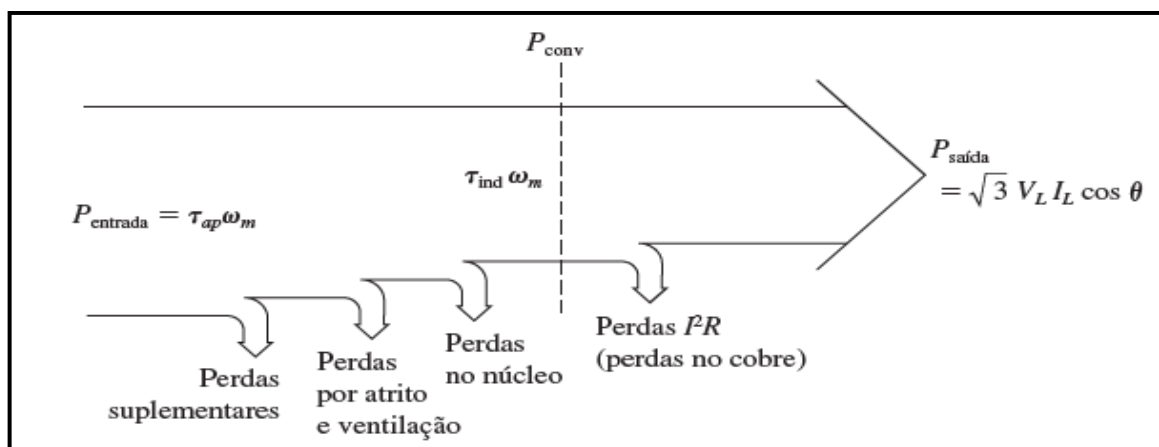 P_conv
τ_ind ω_m
P_entrada = τ_ap ω_m
P_saída
= √3 V_L I_L cos θ
Perdas
suplementares
Perdas
por atrito
e ventilação
Perdas
no núcleo
Perdas I²R
(perdas no cobre)